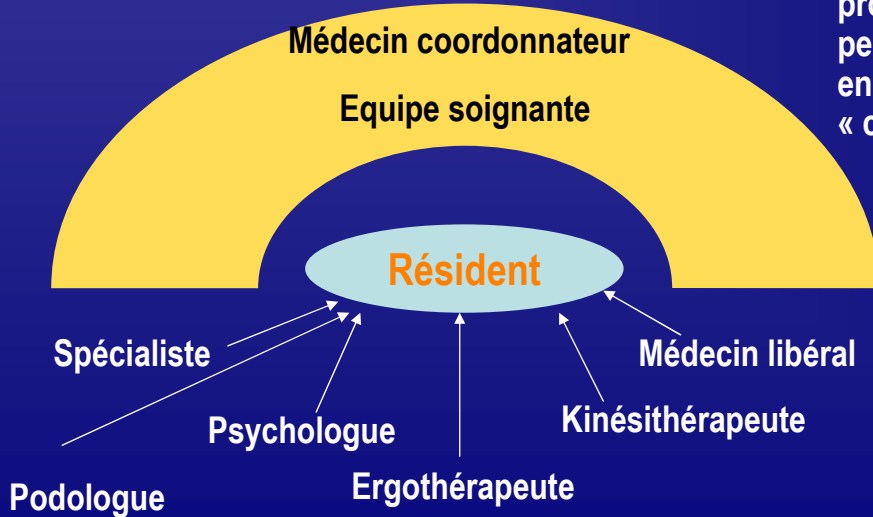 Médecin coordonnateur
Equipe soignante
Résident
Spécialiste
Médecin libéral
Psychologue
Kinésithérapeute
Podologue
Ergothérapeute